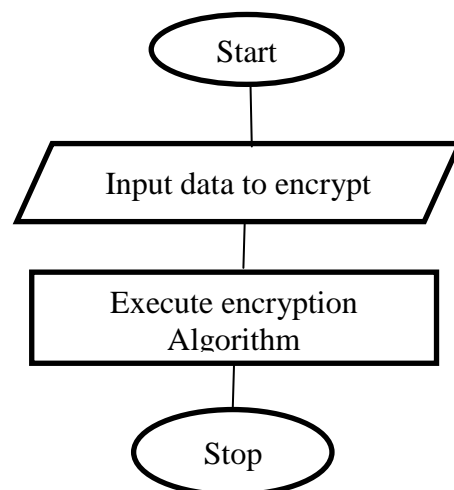 Start
Input data to encrypt
Execute encryption
Algorithm
Stop